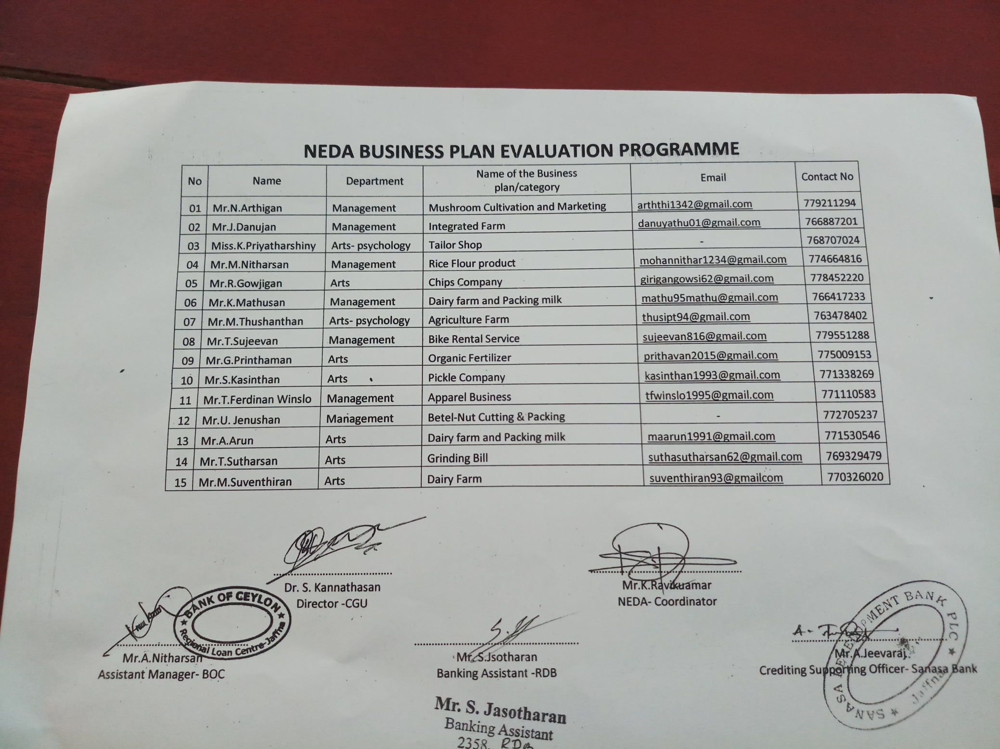 NEDA BUSINESS PLAN EVALUATION PROGRAMME
No Name Department Name of the Business plan/category Email Contact No
01 Mr.N.Arthigan Management Mushroom Cultivation and Marketing arththi1342@gmail.com 779211294
02 Mr.J.Danujan Management Integrated Farm danuyathu01@gmail.com 766887201
03 Miss.K.Priyatharshiny Arts- psychology Tailor Shop - 768707024
04 Mr.M.Nitharsan Management Rice Flour product mohannithar1234@gmail.com 774664816
05 Mr.R.Gowjigan Arts Chips Company girigangowsi62@gmail.com 778452220
06 Mr.K.Mathusan Management Dairy farm and Packing milk mathu95mathu@gmail.com 766417233
07 Mr.M.Thushanthan Arts- psychology Agriculture Farm thusipt94@gmail.com 763478402
08 Mr.T.Sujeevan Management Bike Rental Service sujeevan816@gmail.com 779551288
09 Mr.G.Printhaman Arts Organic Fertilizer prithavan2015@gmail.com 775009153
10 Mr.S.Kasinthan Arts Pickle Company kasinthan1993@gmail.com 771338269
11 Mr.T.Ferdinan Winslo Management Apparel Business tfwinslo1995@gmail.com 771110583
12 Mr.U. Jenushan Management Betel-Nut Cutting & Packing - 772705237
13 Mr.A.Arun Arts Dairy farm and Packing milk maarun1991@gmail.com 771530546
14 Mr.T.Sutharsan Arts Grinding Bill suthasutharsan62@gmail.com 769329479
15 Mr.M.Suventhiran Arts Dairy Farm suventhiran93@gmailcom 770326020
Dr. S. Kannathasan
Director -CGU
Mr.K.Ravikuamar
NEDA- Coordinator
BANK OF CEYLON
Regional Loan Centre-Jaffna
Mr.A.Nitharsan
Assistant Manager- BOC
Mr.S.Jsotharan
Banking Assistant -RDB
Mr.A.Jeevaraj.
Crediting Supporting Officer- Sanasa Bank
SANASA DEVELOPMENT BANK PLC
Jaffna
Mr. S. Jasotharan
Banking Assistant
2358. RDB